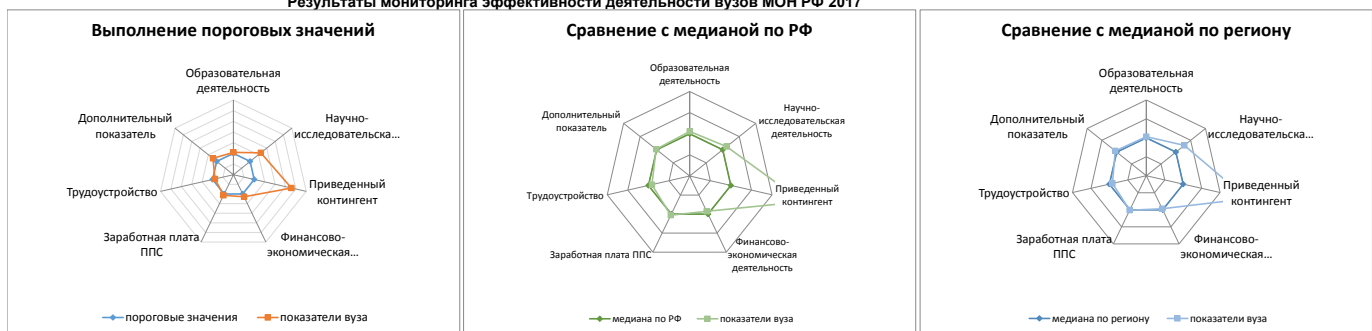 Результаты мониторинга эффективности деятельности вузов МОН РФ 2017
Выполнение пороговых значений
Образовательная
деятельность
Научно-
исследовательска…
Приведенный
контингент
Финансово-
экономическая…
Заработная плата
ППС
Трудоустройство
Дополнительный
показатель
пороговые значения
показатели вуза
Сравнение с медианой по РФ
Образовательная
деятельность
Научно-
исследовательская
деятельность
Приведенный
контингент
Финансово-
экономическая
деятельность
Заработная плата ППС
Трудоустройство
Дополнительный
показатель
медиана по РФ
показатели вуза
Сравнение с медианой по региону
Образовательная
деятельность
Научно-
исследовательска…
Приведенный
контингент
Финансово-
экономическая…
Заработная плата
ППС
Трудоустройство
Дополнительный
показатель
медиана по региону
показатели вуза